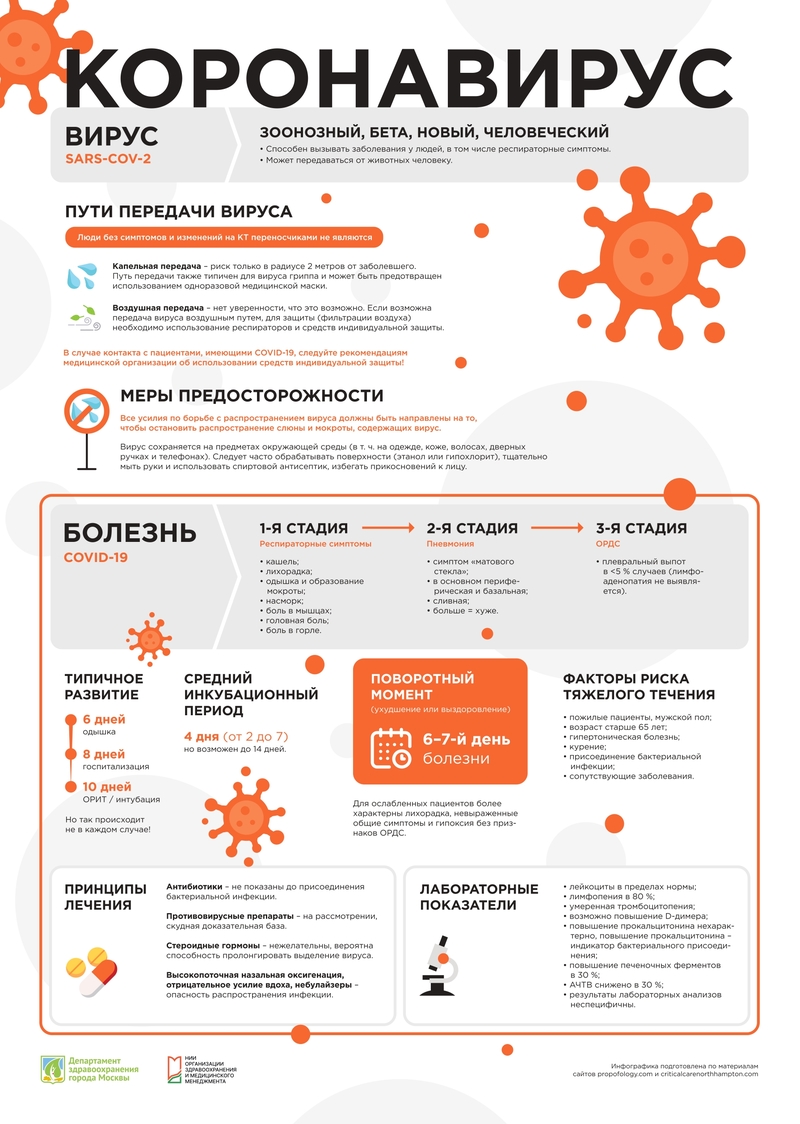 КОРОНАВИРУС
ВИРУС
SARS-COV-2
ЗООНОЗНЫЙ, БЕТА, НОВЫЙ, ЧЕЛОВЕЧЕСКИЙ
• Способен вызывать заболевания у людей, в том числе респираторные симптомы.
• Может передаваться от животных человеку.
ПУТИ ПЕРЕДАЧИ ВИРУСА
Люди без симптомов и изменений на КТ переносчиками не являются
Капельная передача – риск только в радиусе 2 метров от заболевшего.
Путь передачи также типичен для вируса гриппа и может быть предотвращен
использованием одноразовой медицинской маски.
Воздушная передача – нет уверенности, что это возможно. Если возможна
передача вируса воздушным путем, для защиты (фильтрации воздуха)
необходимо использование респираторов и средств индивидуальной защиты.
В случае контакта с пациентами, имеющими COVID-19, следуйте рекомендациям
медицинской организации об использовании средств индивидуальной защиты!
МЕРЫ ПРЕДОСТОРОЖНОСТИ
Все усилия по борьбе с распространением вируса должны быть направлены на то,
чтобы остановить распространение слюны и мокроты, содержащих вирус.
Вирус сохраняется на предметах окружающей среды (в т. ч. на одежде, коже, волосах, дверных
ручках и телефонах). Следует часто обрабатывать поверхности (этанол или гипохлорит), тщательно
мыть руки и использовать спиртовой антисептик, избегать прикосновений к лицу.
БОЛЕЗНЬ
COVID-19
1-Я СТАДИЯ
Респираторные симптомы
• кашель;
• лихорадка;
• одышка и образование
мокроты;
• насморк;
• боль в мышцах;
• головная боль;
• боль в горле.
2-Я СТАДИЯ
Пневмония
• симптом «матового
стекла»;
• в основном перифе-
рическая и базальная;
• сливная;
• больше = хуже.
3-Я СТАДИЯ
ОРДС
• плевральный выпот
в <5 % случаев (лимфо-
аденопатия не выявля-
ется).
ТИПИЧНОЕ
РАЗВИТИЕ
6 дней
одышка
8 дней
госпитализация
10 дней
ОРИТ / интубация
Но так происходит
не в каждом случае!
СРЕДНИЙ
ИНКУБАЦИОННЫЙ
ПЕРИОД
4 дня (от 2 до 7)
но возможен до 14 дней.
ПОВОРОТНЫЙ
МОМЕНТ
(ухудшение или выздоровление)
6–7-й день
болезни
Для ослабленных пациентов более
характерны лихорадка, невыраженные
общие симптомы и гипоксия без приз-
наков ОРДС.
ФАКТОРЫ РИСКА
ТЯЖЕЛОГО ТЕЧЕНИЯ
• пожилые пациенты, мужской пол;
• возраст старше 65 лет;
• гипертоническая болезнь;
• курение;
• присоединение бактериальной
инфекции;
• сопутствующие заболевания.
ПРИНЦИПЫ
ЛЕЧЕНИЯ
Антибиотики – не показаны до присоединения
бактериальной инфекции.
Противовирусные препараты – на рассмотрении,
скудная доказательная база.
Стероидные гормоны – нежелательны, вероятна
способность пролонгировать выделение вируса.
Высокопоточная назальная оксигенация,
отрицательное усилие вдоха, небулайзеры –
опасность распространения инфекции.
ЛАБОРАТОРНЫЕ
ПОКАЗАТЕЛИ
• лейкоциты в пределах нормы;
• лимфопения в 80 %;
• умеренная тромбоцитопения;
• возможно повышение D-димера;
• повышение прокальцитонина нехарак-
терно, повышение прокальцитонина –
индикатор бактериального присоеди-
нения;
• повышение печеночных ферментов
в 30 %;
• АЧТВ снижено в 30 %;
• результаты лабораторных анализов
неспецифичны.
Департамент
здравоохранения
города Москвы
НИИ
ОРГАНИЗАЦИИ
ЗДРАВООХРАНЕНИЯ
И МЕДИЦИНСКОГО
МЕНЕДЖМЕНТА
Инфографика подготовлена по материалам
сайтов propofology.com и criticalcarenorthhampton.com